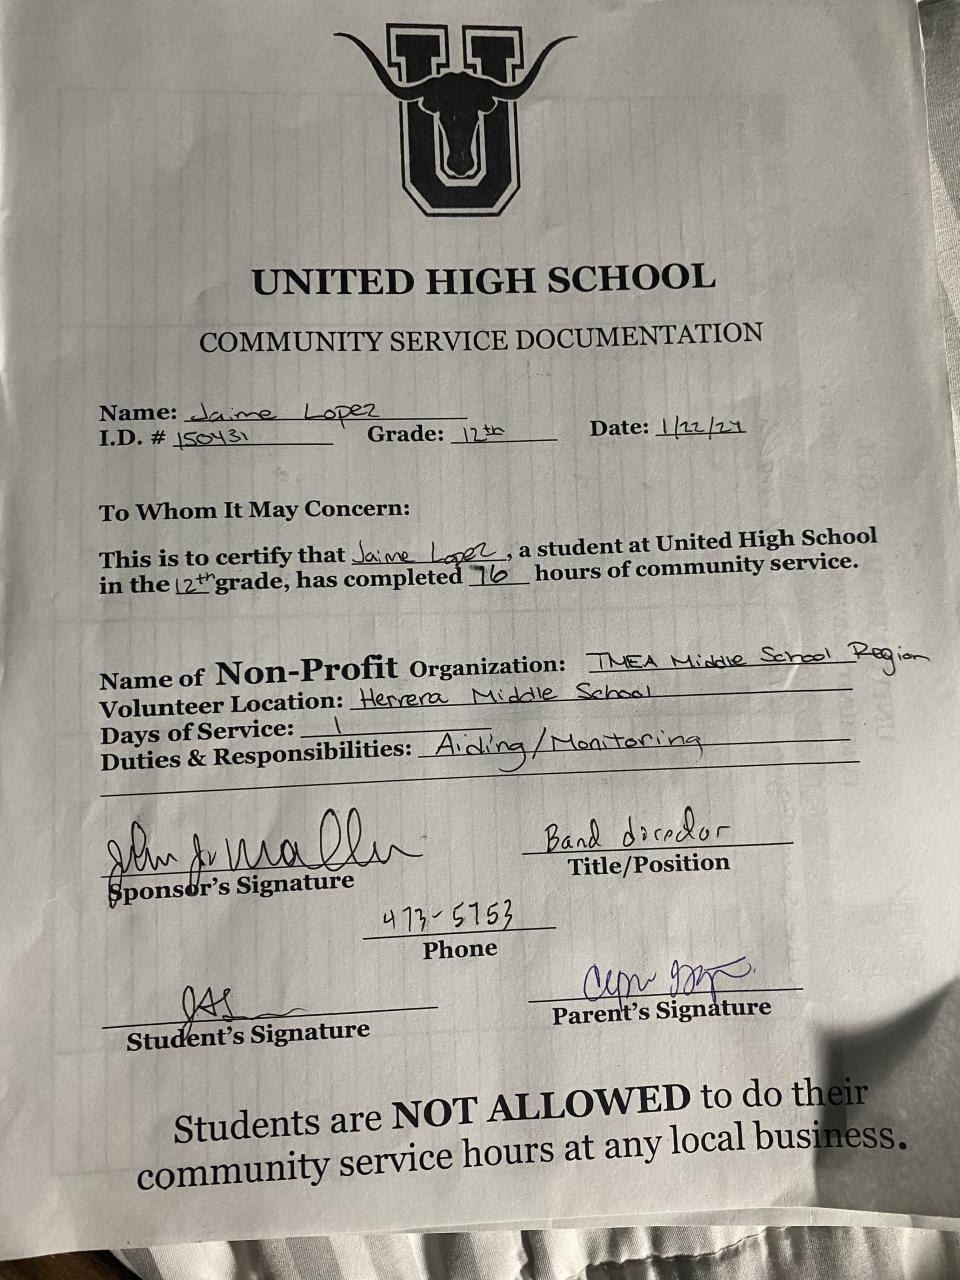 U
UNITED HIGH SCHOOL
COMMUNITY SERVICE DOCUMENTATION
Name: Jaime Lopez
I.D. # 150431 Grade: 12th Date: 1/22/24
To Whom It May Concern:
This is to certify that Jaime Lopez, a student at United High School
in the 12th grade, has completed 76 hours of community service.
Name of Non-Profit Organization: TMEA Middle School Region
Volunteer Location: Herrera Middle School
Days of Service: 1
Duties & Responsibilities: Aiding/Monitoring
Band director
Sponsor's Signature Title/Position
473-5753
Phone
Student's Signature Parent's Signature
Students are NOT ALLOWED to do their
community service hours at any local business.